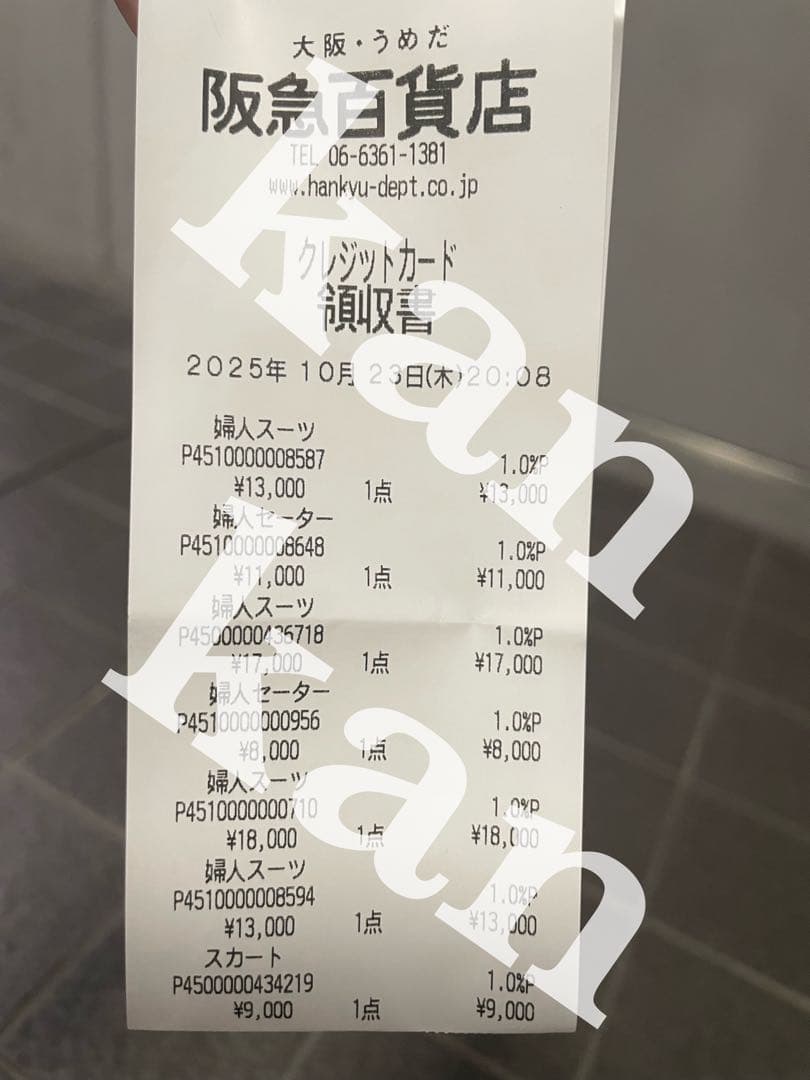 大阪・うめだ
阪急百貨店
TEL 06-6361-1381
www.hankyu-dept.co.jp
クレジットカード
領収書
2025年10月23日(木)20:08
婦人スーツ
P4510000008587 1.0%P
¥13,000 1点 ¥13,000
婦人セーター
P4510000008648 1.0%P
¥11,000 1点 ¥11,000
婦人スーツ
P4500000436718 1.0%P
¥17,000 1点 ¥17,000
婦人セーター
P4510000000956 1.0%P
¥8,000 1点 ¥8,000
婦人スーツ
P4510000000710 1.0%P
¥18,000 1点 ¥18,000
婦人スーツ
P4510000008594 1.0%P
¥13,000 1点 ¥13,000
スカート
P4500000434219 1.0%P
¥9,000 1点 ¥9,000
kan
kan